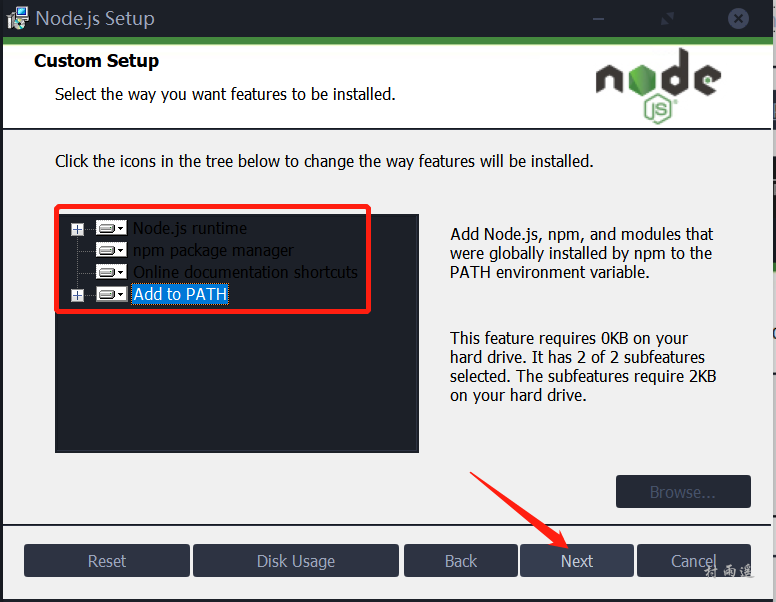 Node.js Setup
Custom Setup
Select the way you want features to be installed.
node
JS
Click the icons in the tree below to change the way features will be installed.
Node.js runtime
npm package manager
Online documentation shortcuts
Add to PATH
Add Node.js, npm, and modules that
were globally installed by npm to the
PATH environment variable.
This feature requires 0KB on your
hard drive. It has 2 of 2 subfeatures
selected. The subfeatures require 2KB
on your hard drive.
Browse...
Reset
Disk Usage
Back
Next
Cancel
村雨遥